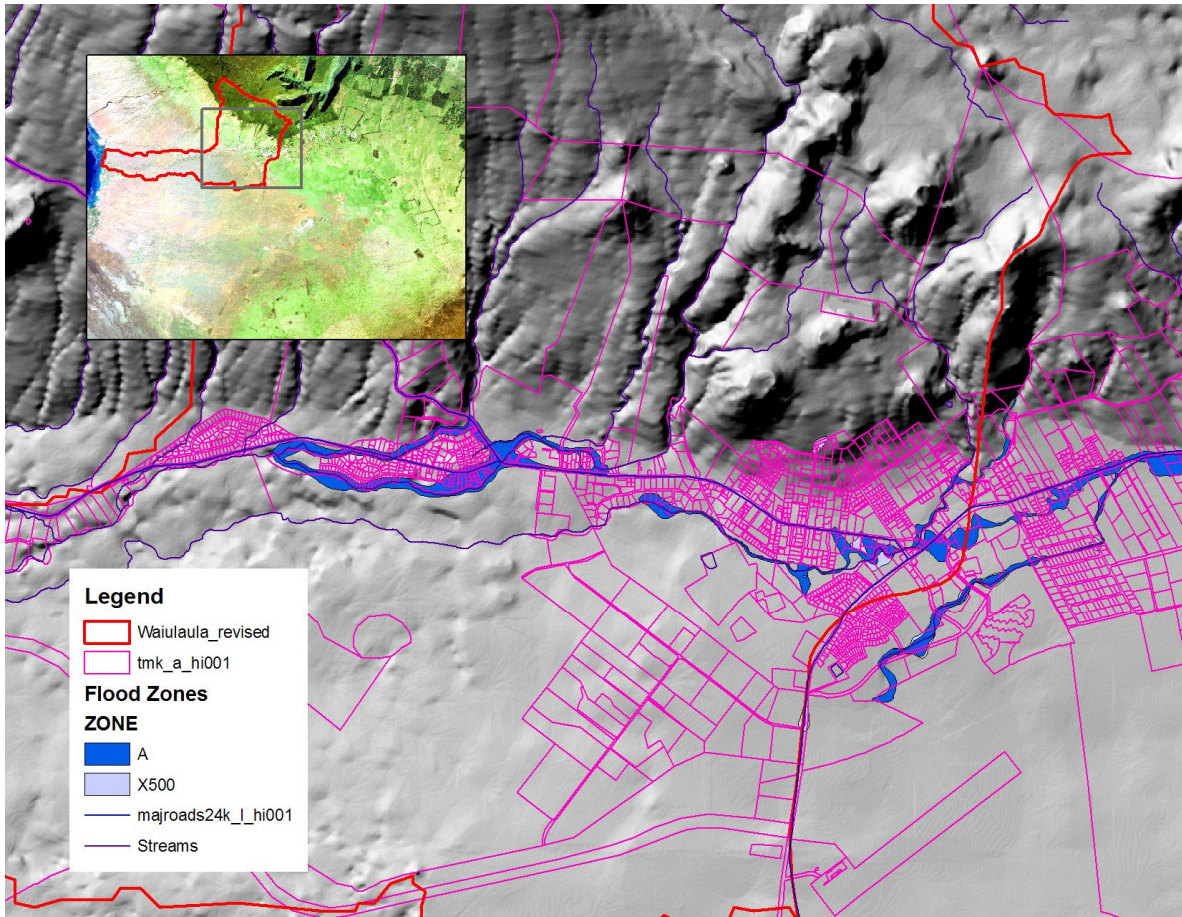 Legend
Waiulaula_revised
tmk_a_hi001
Flood Zones
ZONE
A
X500
majroads24k_l_hi001
Streams